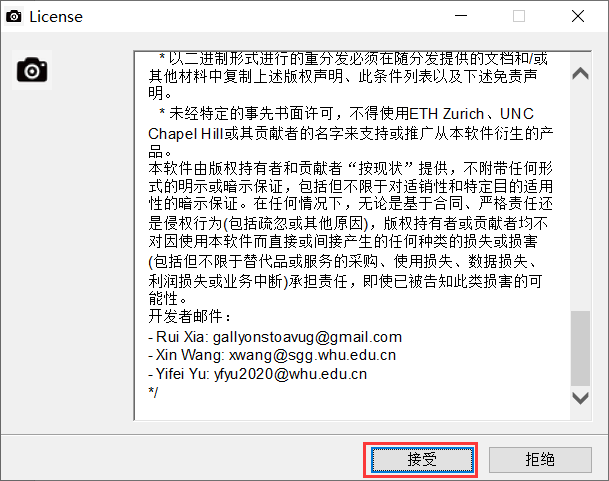 License
* 以二进制形式进行的重分发必须在随分发提供的文档和/或
其他材料中复制上述版权声明、此条件列表以及下述免责声
明。
* 未经特定的事先书面许可，不得使用ETH Zurich、UNC
Chapel Hill或其贡献者的名字来支持或推广从本软件衍生的产
品。
本软件由版权持有者和贡献者“按现状”提供，不附带任何形
式的明示或暗示保证，包括但不限于对适销性和特定目的适用
性的暗示保证。在任何情况下，无论是基于合同、严格责任还
是侵权行为(包括疏忽或其他原因)，版权持有者或贡献者均不
对因使用本软件而直接或间接产生的任何种类的损失或损害
(包括但不限于替代品或服务的采购、使用损失、数据损失、
利润损失或业务中断)承担责任，即使已被告知此类损害的可
能性。
开发者邮件：
- Rui Xia: gallyonstoavug@gmail.com
- Xin Wang: xwang@sgg.whu.edu.cn
- Yifei Yu: yfyu2020@whu.edu.cn
*/
接受
拒绝